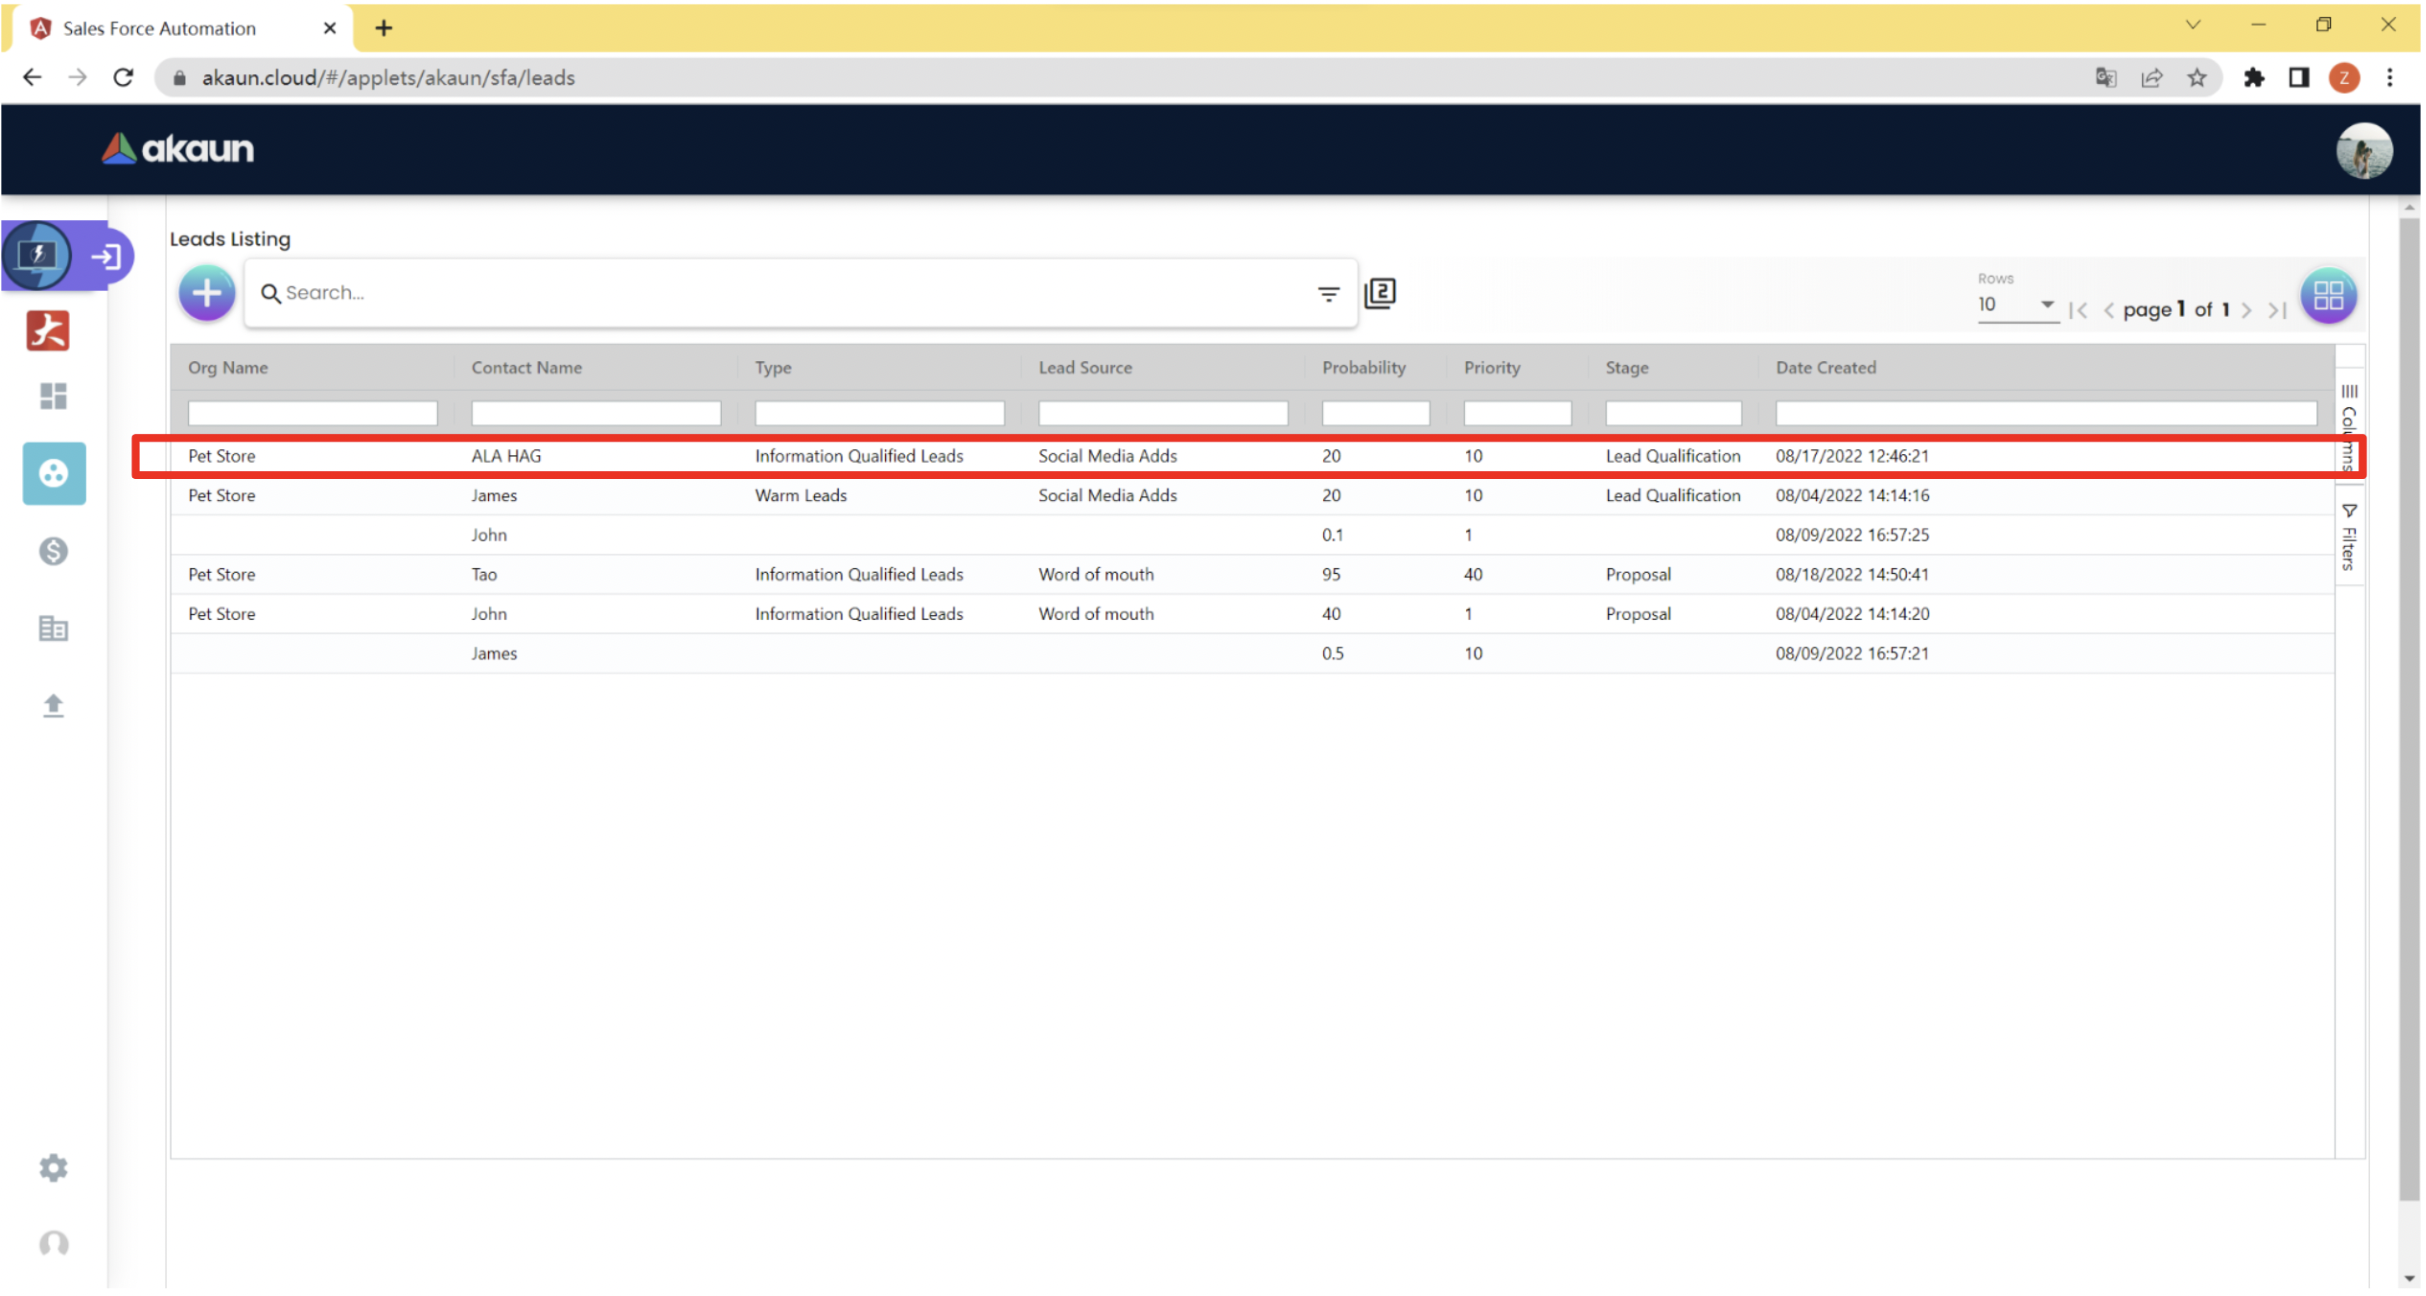 Sales Force Automation
akaun.cloud/#/applets/akaun/sfa/leads
Z
akaun
Leads Listing
Search...
2
Rows
10
page 1 of 1
Org Name Contact Name Type Lead Source Probability Priority Stage Date Created
Pet Store ALA HAG Information Qualified Leads Social Media Adds 20 10 Lead Qualification 08/17/2022 12:46:21
Pet Store James Warm Leads Social Media Adds 20 10 Lead Qualification 08/04/2022 14:14:16
John 0.1 1 08/09/2022 16:57:25
Pet Store Tao Information Qualified Leads Word of mouth 95 40 Proposal 08/18/2022 14:50:41
Pet Store John Information Qualified Leads Word of mouth 40 1 Proposal 08/04/2022 14:14:20
James 0.5 10 08/09/2022 16:57:21
Columns
Filters